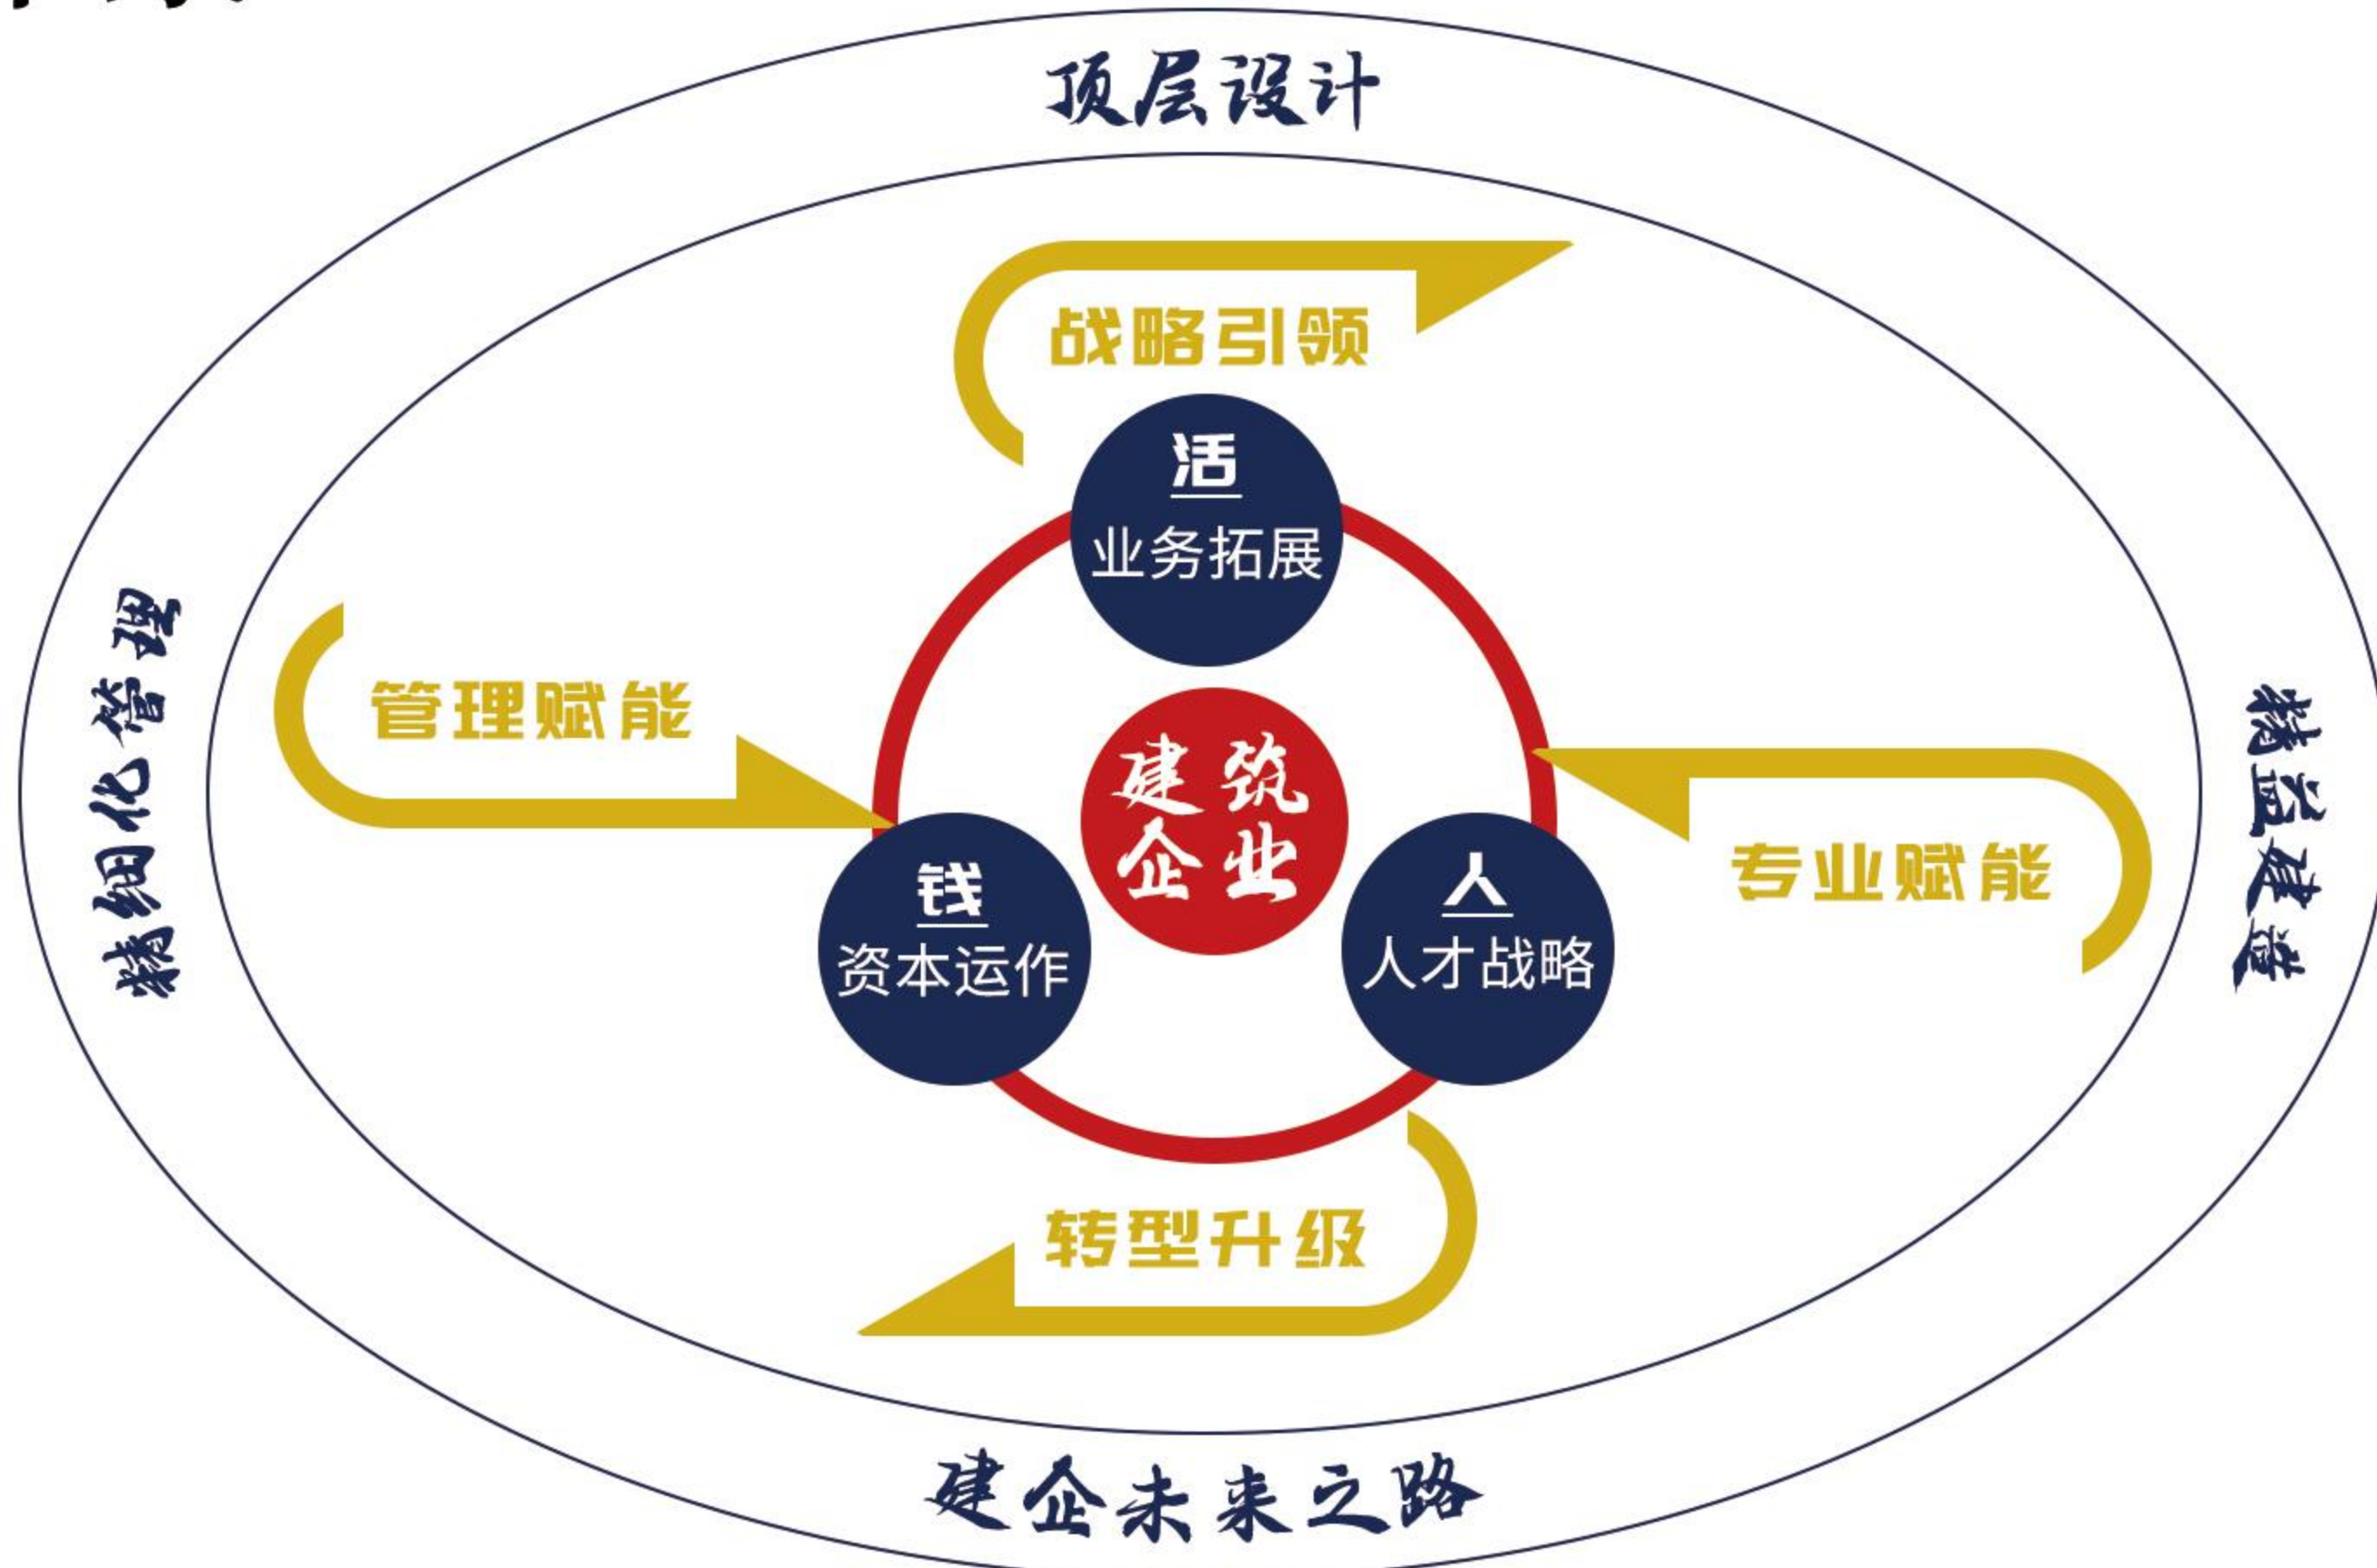 顶层设计
战略引领
活
业务拓展
精细化管理
管理赋能
建筑
企业
精益建造
专业赋能
钱
资本运作
人
人才战略
转型升级
建企未来之路